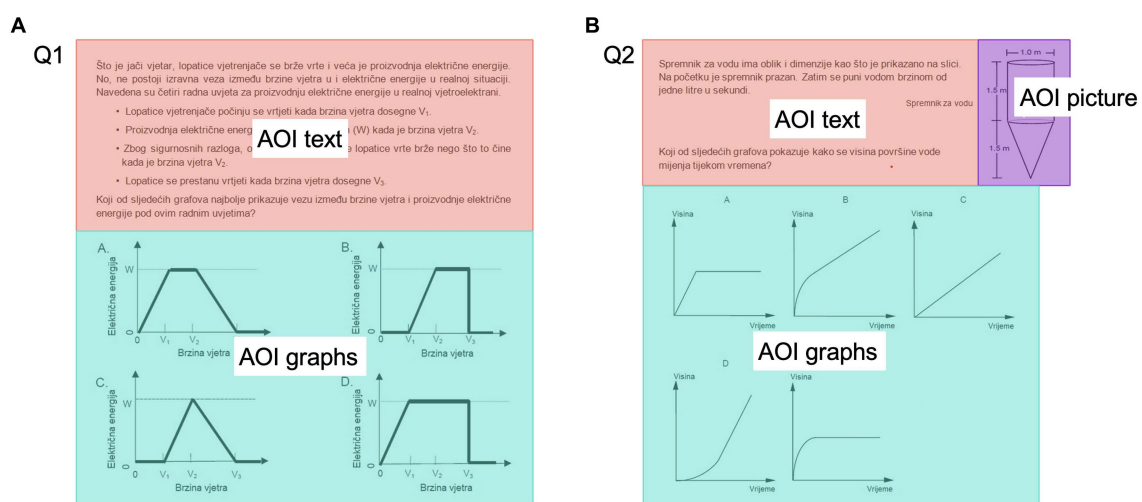 A
Q1
Što je jači vjetar, lopatice vjetrenjače se brže vrte i veća je proizvodnja električne energije.
No, ne postoji izravna veza između brzine vjetra u i električne energije u realnoj situaciji.
Navedena su četiri radna uvjeta za proizvodnju električne energije u realnoj vjetroelektrani.
• Lopatice vjetrenjače počinju se vrtjeti kada brzina vjetra dosegne V₁.
• Proizvodnja električne energi (W) kada je brzina vjetra V₂.
• Zbog sigurnosnih razloga, o e lopatice vrte brže nego što to čine
kada je brzina vjetra V₂.
• Lopatice se prestanu vrtjeti kada brzina vjetra dosegne V₃.
Koji od sljedećih grafova najbolje prikazuje vezu između brzine vjetra i proizvodnje električne
energije pod ovim radnim uvjetima?
AOI text
A.
Električna energija
W
0
0 V₁ V₂ V₃
Brzina vjetra
B.
Električna energija
W
0
0 V₁ V₂ V₃
Brzina vjetra
AOI graphs
C.
Električna energija
W
0
0 V₁ V₂ V₃
Brzina vjetra
D.
Električna energija
W
0
0 V₁ V₂ V₃
Brzina vjetra
B
Q2
Spremnik za vodu ima oblik i dimenzije kao što je prikazano na slici.
Na početku je spremnik prazan. Zatim se puni vodom brzinom od
jedne litre u sekundi.
Spremnik za vodu
AOI text
Koji od sljedećih grafova pokazuje kako se visina površine vode
mijenja tijekom vremena?
1.0 m
1.5 m
1.5 m
AOI picture
A
Visina
Vrijeme
B
Visina
Vrijeme
C
Visina
Vrijeme
AOI graphs
D
Visina
Vrijeme
Visina
Vrijeme